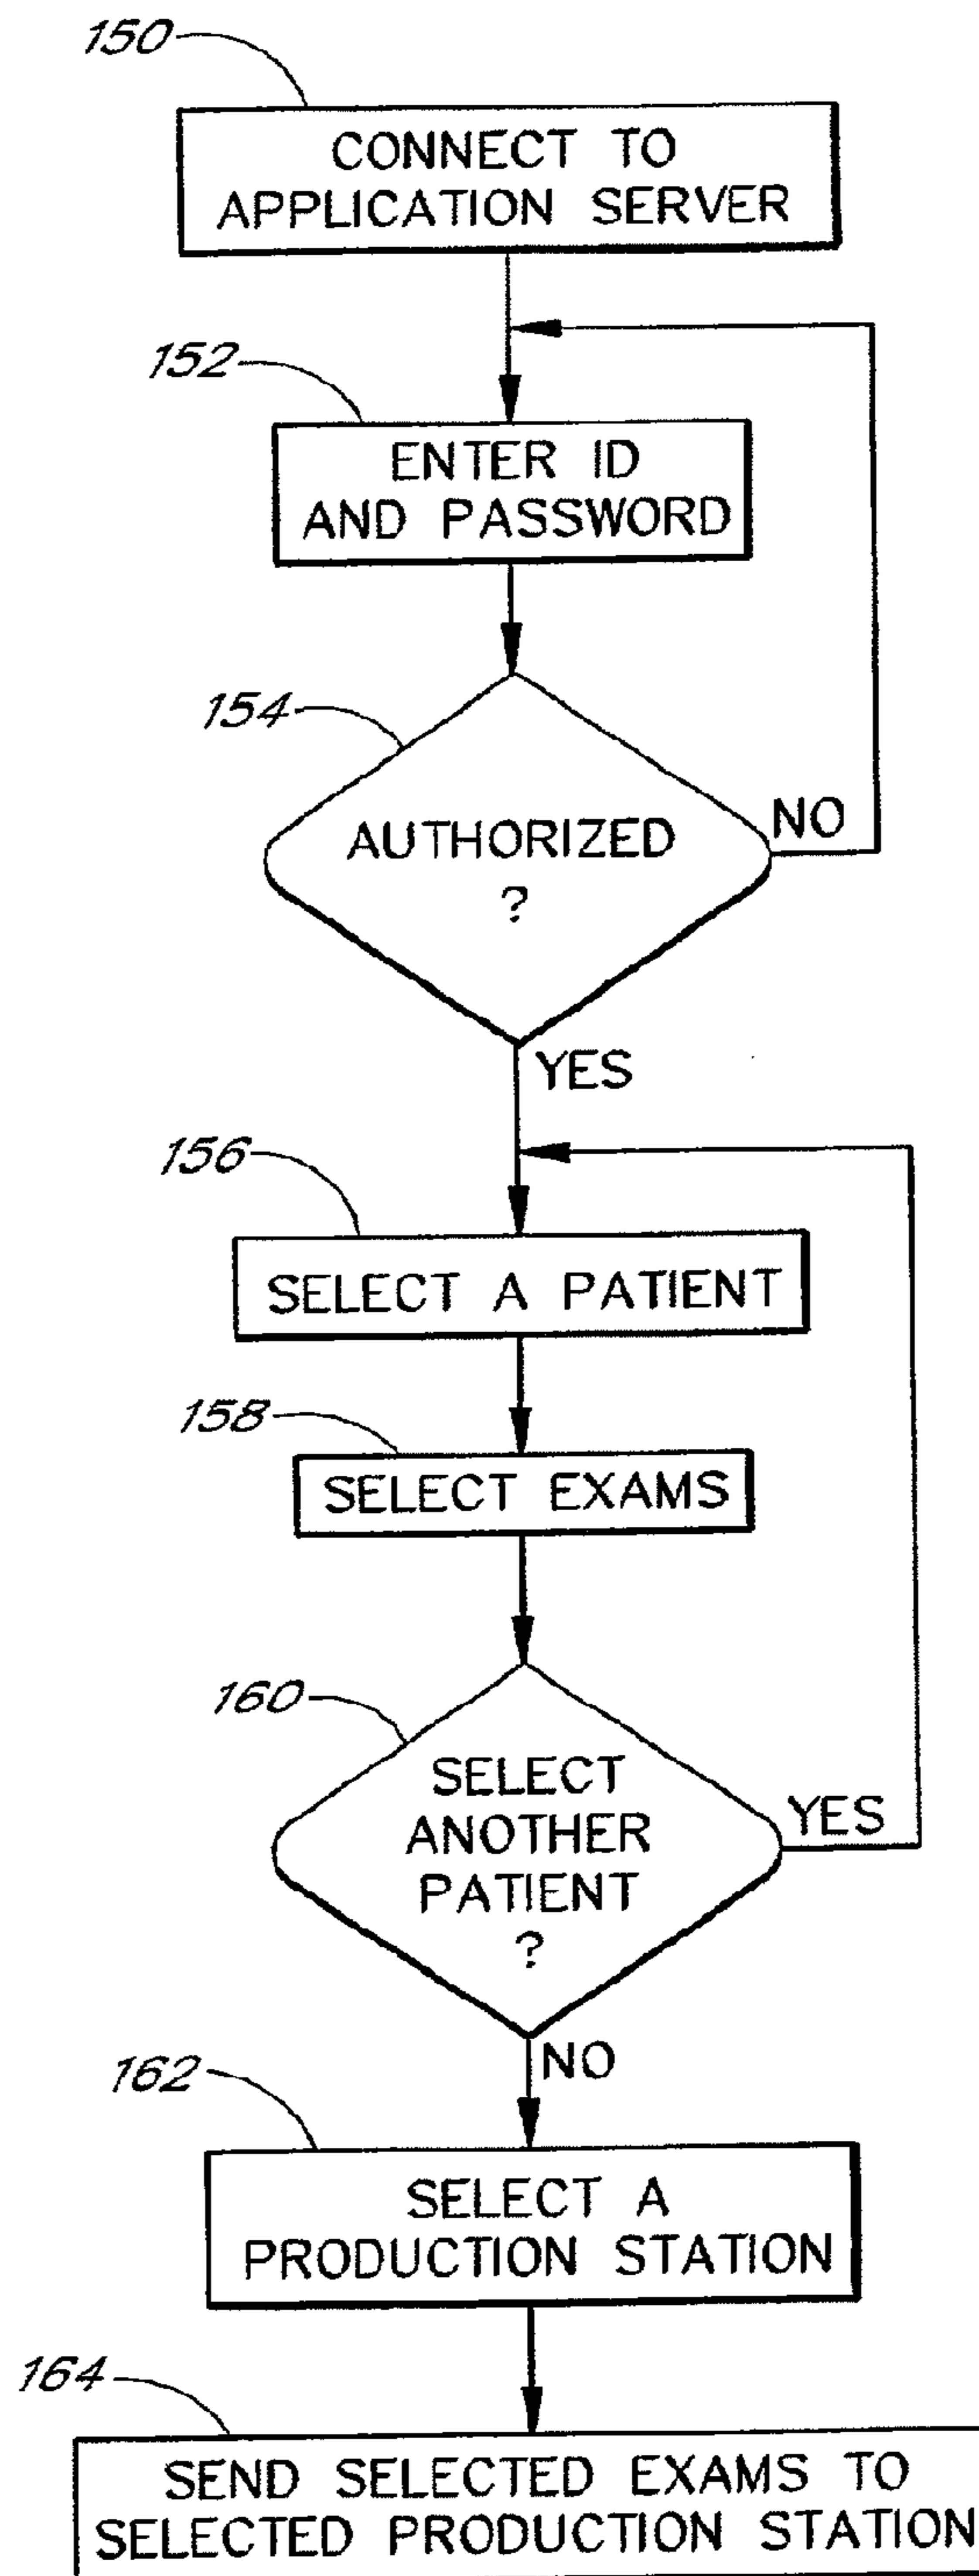 150
CONNECT TO
APPLICATION SERVER
152
ENTER ID
AND PASSWORD
154
AUTHORIZED
?
NO
YES
156
SELECT A PATIENT
158
SELECT EXAMS
160
SELECT
ANOTHER
PATIENT
?
YES
NO
162
SELECT A
PRODUCTION STATION
164
SEND SELECTED EXAMS TO
SELECTED PRODUCTION STATION